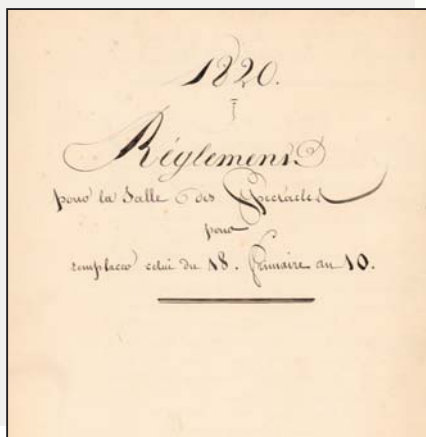 1820.
Réglement
pour la Salle des Spectacles
pour
remplacer celui du 18. Frimaire an 10.